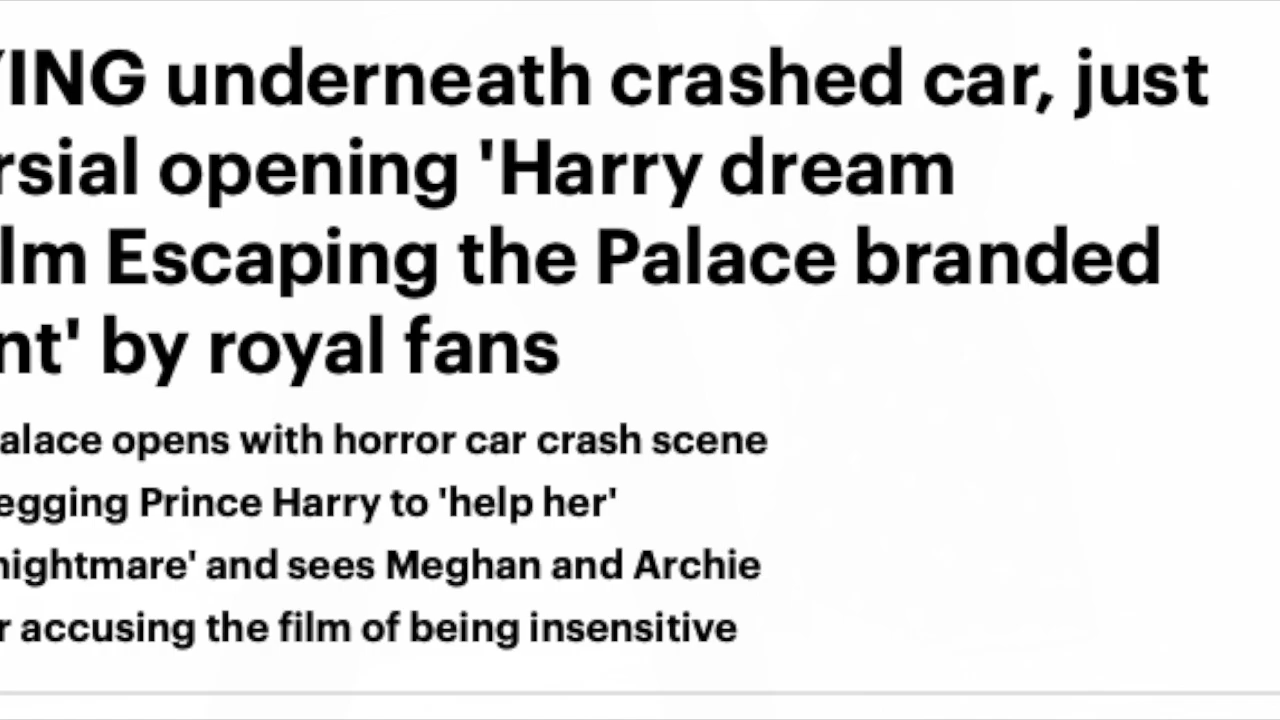 YING underneath crashed car, just
rsial opening 'Harry dream
lm Escaping the Palace branded
nt' by royal fans
alace opens with horror car crash scene
egging Prince Harry to 'help her'
nightmare' and sees Meghan and Archie
r accusing the film of being insensitive